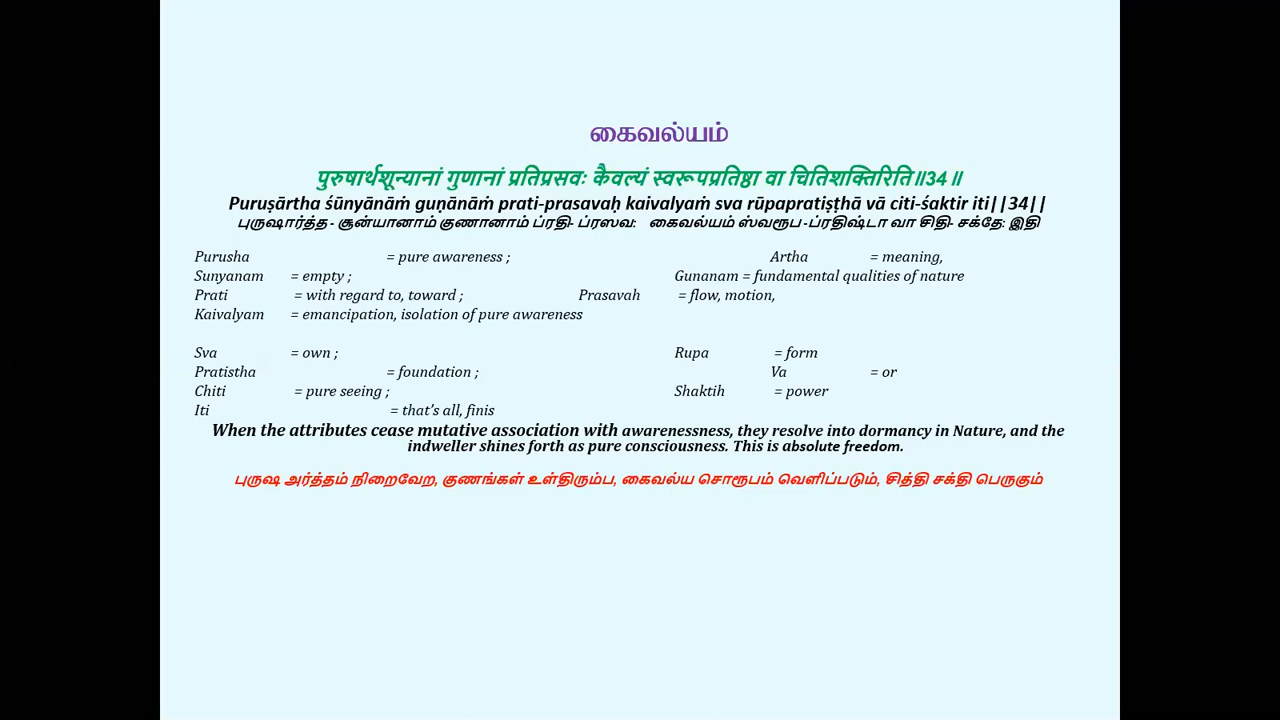 கைவல்யம்
पुरुषार्थशून्यानां गुणानां प्रतिप्रसवः कैवल्यं स्वरूपप्रतिष्ठा वा चितिशक्तिरिति॥34॥
Puruṣārtha śūnyānāṁ guṇānāṁ prati-prasavaḥ kaivalyaṁ sva rūpapratiṣṭhā vā citi-śaktir iti||34||
புருஷார்த்த - சூன்யானாம் குணானாம் ப்ரதி- ப்ரஸவ: கைவல்யம் ஸ்வரூப -ப்ரதிஷ்டா வா சிதி- சக்தே: இதி
Purusha = pure awareness ; Artha = meaning,
Sunyanam = empty ; Gunanam = fundamental qualities of nature
Prati = with regard to, toward ; Prasavah = flow, motion,
Kaivalyam = emancipation, isolation of pure awareness
Sva = own ; Rupa = form
Pratistha = foundation ; Va = or
Chiti = pure seeing ; Shaktih = power
Iti = that’s all, finis
When the attributes cease mutative association with awarenessness, they resolve into dormancy in Nature, and the
indweller shines forth as pure consciousness. This is absolute freedom.
புருஷ அர்த்தம் நிறைவேற, குணங்கள் உள்திரும்ப, கைவல்ய சொரூபம் வெளிப்படும், சித்தி சக்தி பெருகும்